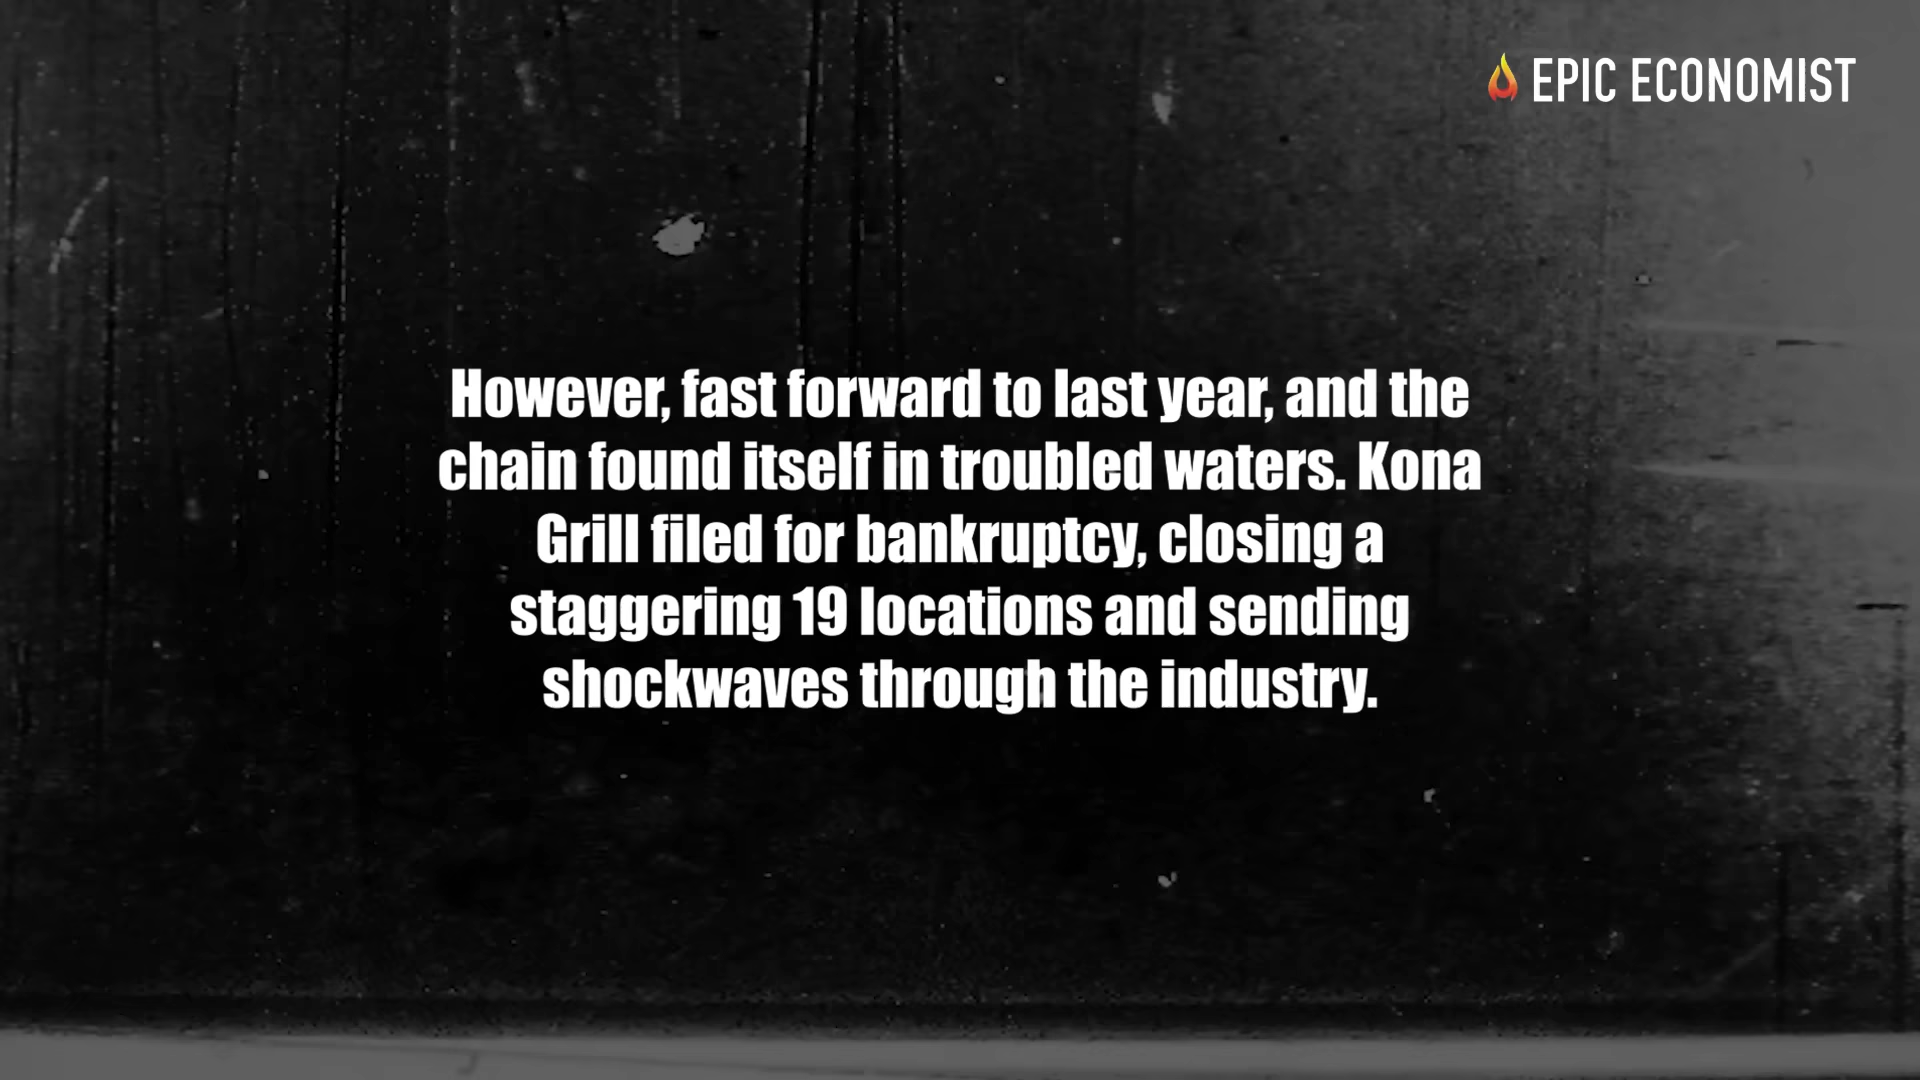 EPIC ECONOMIST
However, fast forward to last year, and the
chain found itself in troubled waters. Kona
Grill filed for bankruptcy, closing a
staggering 19 locations and sending
shockwaves through the industry.